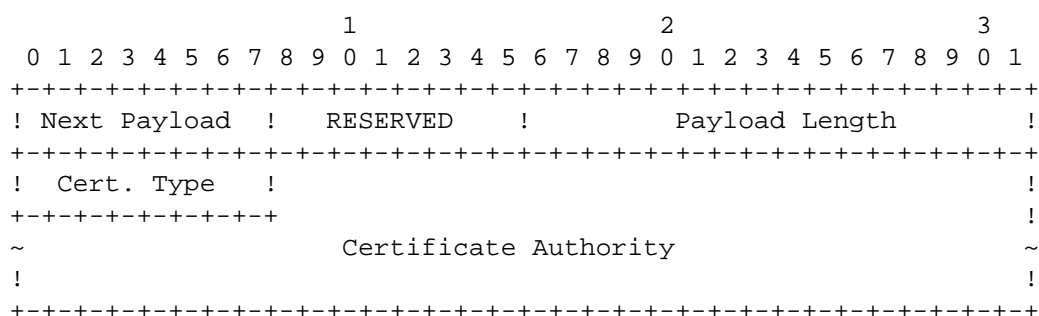 1                   2                   3
 0 1 2 3 4 5 6 7 8 9 0 1 2 3 4 5 6 7 8 9 0 1 2 3 4 5 6 7 8 9 0 1
+-+-+-+-+-+-+-+-+-+-+-+-+-+-+-+-+-+-+-+-+-+-+-+-+-+-+-+-+-+-+-+-+
! Next Payload  !   RESERVED    !         Payload Length        !
+-+-+-+-+-+-+-+-+-+-+-+-+-+-+-+-+-+-+-+-+-+-+-+-+-+-+-+-+-+-+-+-+
!  Cert. Type   !                                               !
+-+-+-+-+-+-+-+-+                                               !
~                    Certificate Authority                      ~
!                                                               !
+-+-+-+-+-+-+-+-+-+-+-+-+-+-+-+-+-+-+-+-+-+-+-+-+-+-+-+-+-+-+-+-+